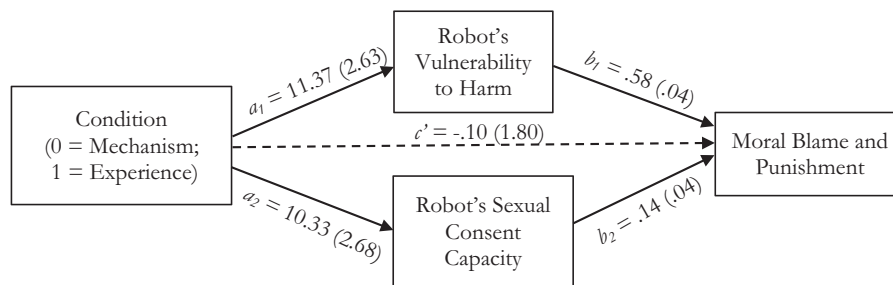 Condition
(0 = Mechanism;
1 = Experience)
a₁ = 11.37 (2.63)
Robot's
Vulnerability
to Harm
b₁ = .58 (.04)
c' = -.10 (1.80)
Moral Blame and
Punishment
a₂ = 10.33 (2.68)
Robot's Sexual
Consent
Capacity
b₂ = .14 (.04)